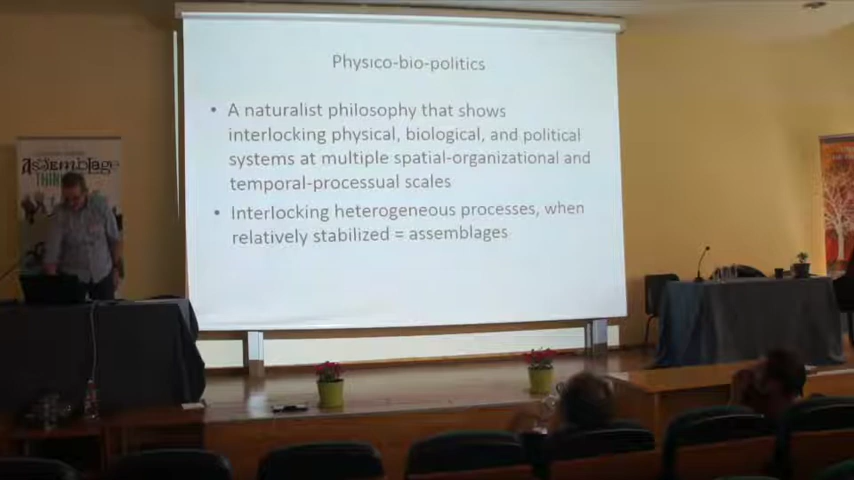 Physico-bio-politics
• A naturalist philosophy that shows
interlocking physical, biological, and political
systems at multiple spatial-organizational and
temporal-processual scales
• Interlocking heterogeneous processes, when
relatively stabilized = assemblages
Assemblage